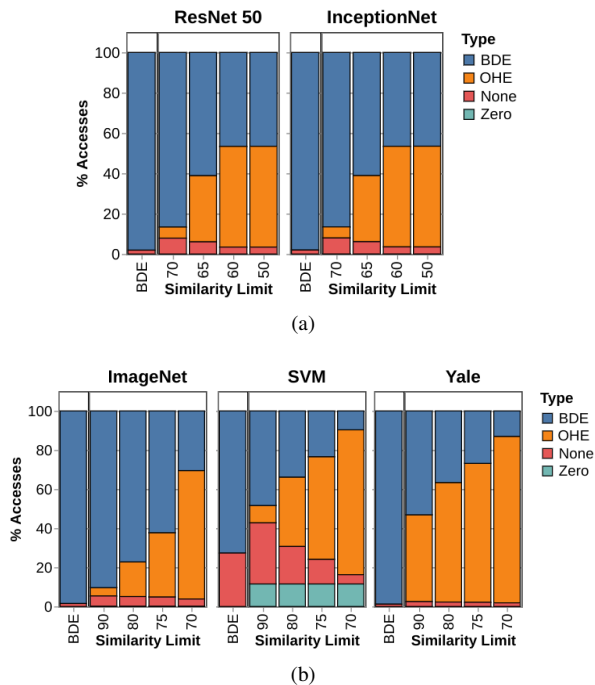 ResNet 50 InceptionNet
Type
BDE
OHE
None
Zero
% Accesses
100
80
60
40
20
0
BDE 70 65 60 50 BDE 70 65 60 50
Similarity Limit Similarity Limit
(a)
ImageNet SVM Yale
Type
BDE
OHE
None
Zero
% Accesses
100
80
60
40
20
0
BDE 90 80 75 70 BDE 90 80 75 70 BDE 90 80 75 70
Similarity Limit Similarity Limit Similarity Limit
(b)